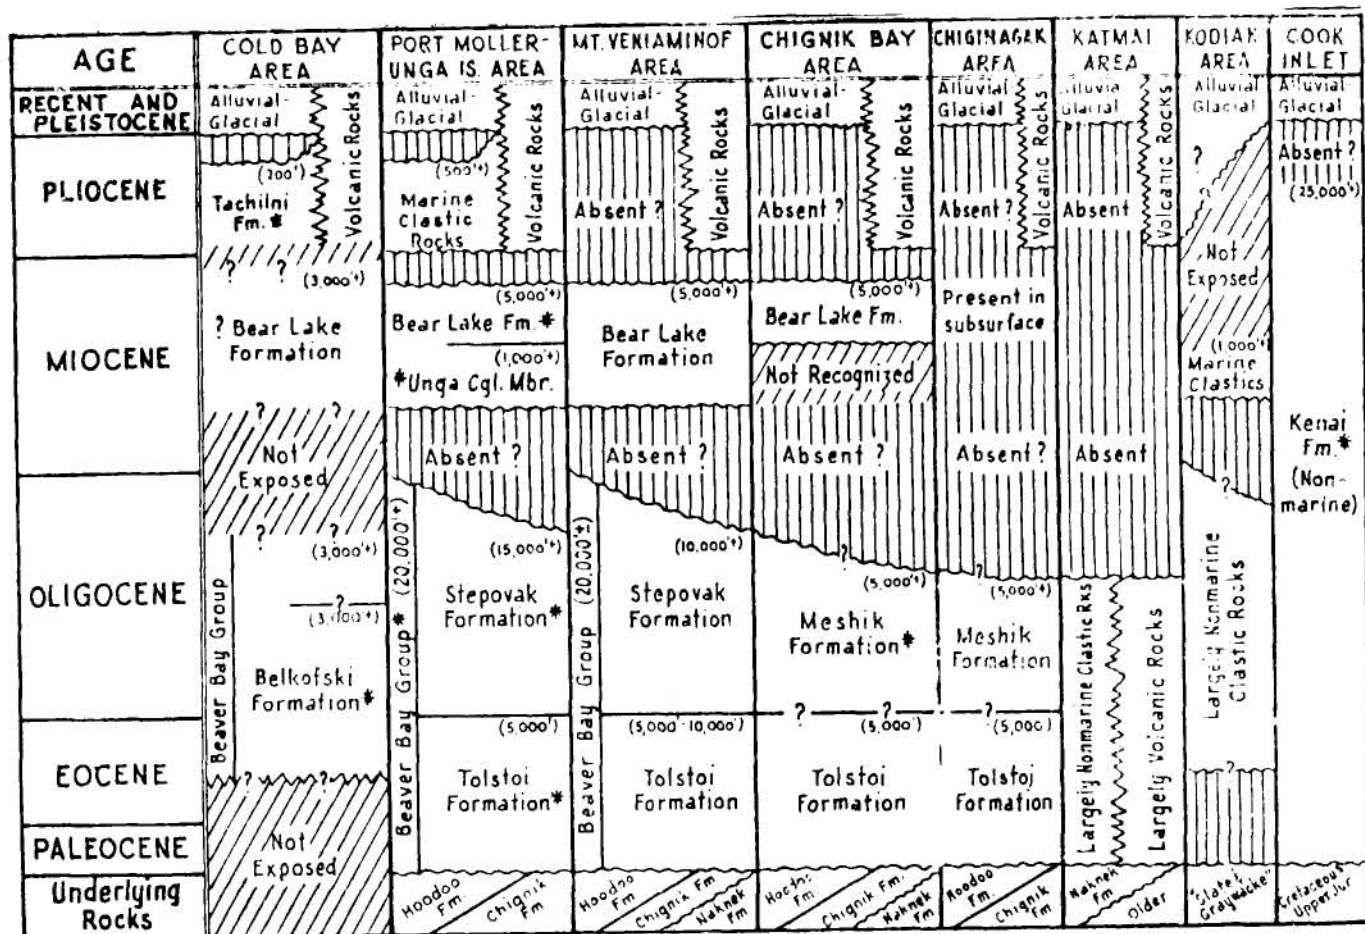 AGE
COLD BAY
AREA
PORT MOLLER-
UNGA IS. AREA
MT. VENIAMINOF
AREA
CHIGNIK BAY
AREA
CHIGINAGAK
AREA
KATMAI
AREA
KODIAK
AREA
COOK
INLET
RECENT AND
PLEISTOCENE
Alluvial-
Glacial
Volcanic Rocks
Alluvial-
Glacial
Volcanic Rocks
Alluvial-
Glacial
Volcanic Rocks
Alluvial-
Glacial
Volcanic Rocks
Alluvial
Glacial
Volcanic Rocks
Alluvia
Glacial
Volcanic Rocks
Alluvial
Glacial
Alluvial-
Glacial
PLIOCENE
(200')
Tachilni
Fm.*
? ?
(500'±)
Marine
Clastic
Rocks
Absent ?
Absent ?
Absent ?
Absent
?
Not
Exposed
Absent ?
(25,000'±)
MIOCENE
(3,000'±)
? Bear Lake
Formation
? ?
Not
Exposed
(5,000'±)
Bear Lake Fm.*
(1,000'±)
*Unga Cgl. Mbr.
Absent ?
(5,000'±)
Bear Lake
Formation
Absent ?
(5,000'±)
Bear Lake Fm.
Not Recognized
Absent ?
Present in
subsurface
Absent ?
Absent
(1,000'±)
Marine
Clastics
?
Kenai
Fm.*
(Non-
marine)
OLIGOCENE
? ?
(3,000'±)
?
(3,000'±)
Beaver Bay Group
Belkofski
Formation*
Beaver Bay Group* (20,000'±)
(15,000'±)
Stepovak
Formation*
Beaver Bay Group (20,000'±)
(10,000'±)
Stepovak
Formation
?
(5,000'±)
Meshik
Formation*
?
(5,000'±)
Meshik
Formation
Largely Nonmarine Clastic Rks
Largely Volcanic Rocks
Largely Nonmarine
Clastic Rocks
EOCENE
? ?
(5,000')
Tolstoi
Formation*
(5,000'-10,000')
Tolstoi
Formation
? ?
(5,000')
Tolstoi
Formation
?
(5,000)
Tolstoi
Formation
?
PALEOCENE
Not
Exposed
Underlying
Rocks
Hoodoo
Fm.
Chignik
Fm
Hoodoo
Fm.
Chignik Fm
Naknek
Fm
Hoodoo
Fm.
Chignik Fm.
Naknek
Fm
Hoodoo
Fm.
Chignik
Fm
Naknek
Fm
Older
"Slate &
Graywacke"
Cretaceous
Upper Jur